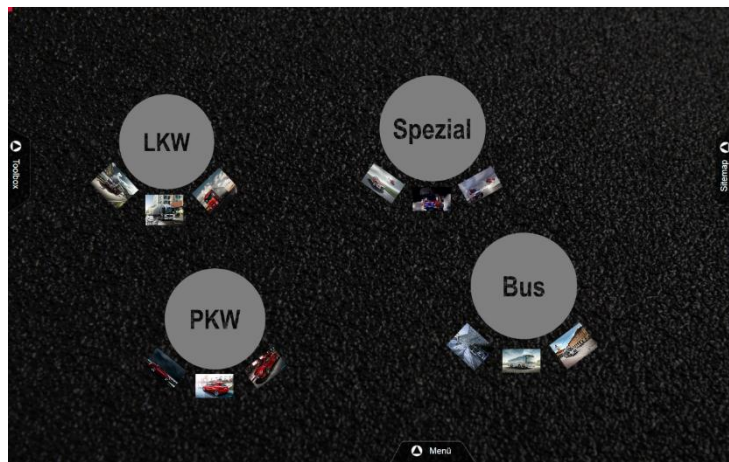 LKW
Spezial
Toolbox
Sitemap
PKW
Bus
Menü